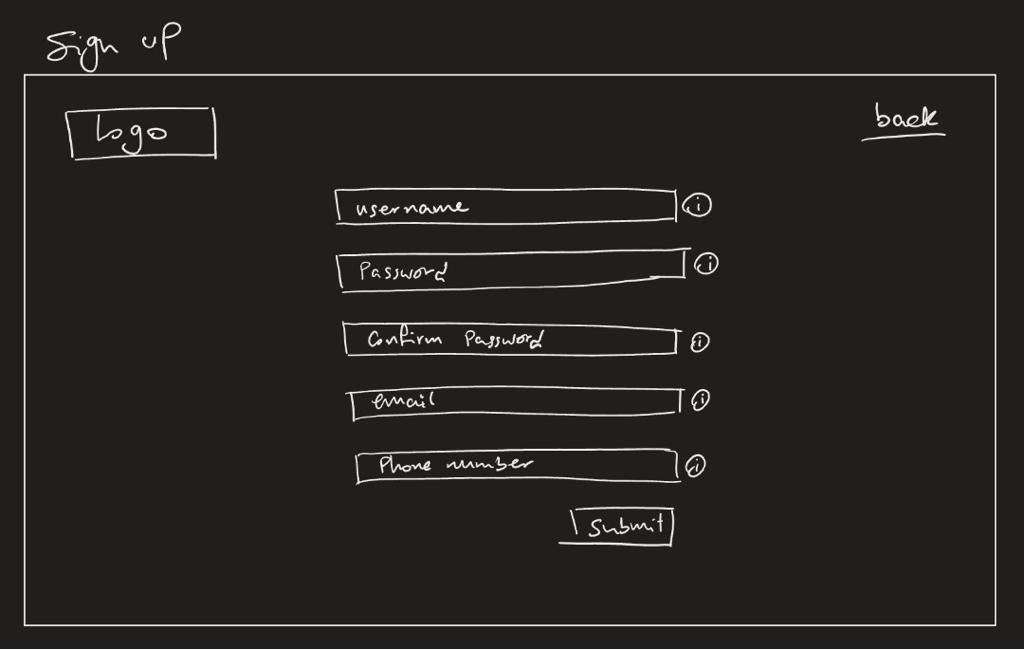 Sign up
Logo
back
username i
Password i
Confirm Password i
email i
Phone number i
Submit